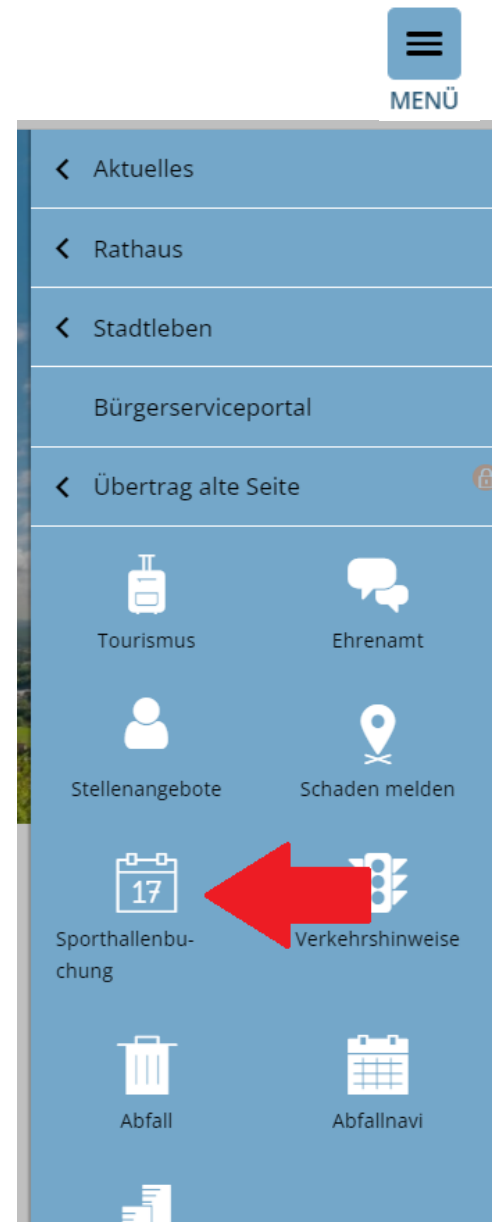 MENÜ
Aktuelles
Rathaus
Stadtleben
Bürgerserviceportal
Übertrag alte Seite
Tourismus
Ehrenamt
Stellenangebote
Schaden melden
17
Sporthallenbu-
chung
Verkehrshinweise
Abfall
Abfallnavi